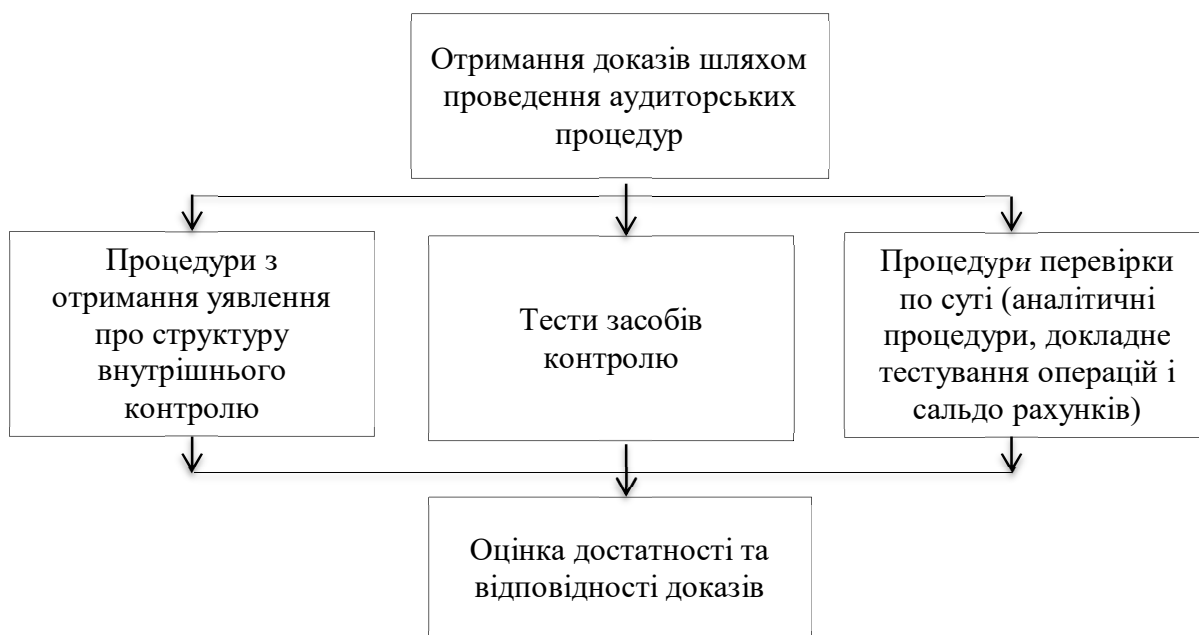 Отримання доказів шляхом
проведення аудиторських
процедур
Процедури з
отримання уявлення
про структуру
внутрішнього
контролю
Тести засобів
контролю
Процедури перевірки
по суті (аналітичні
процедури, докладне
тестування операцій і
сальдо рахунків)
Оцінка достатності та
відповідності доказів